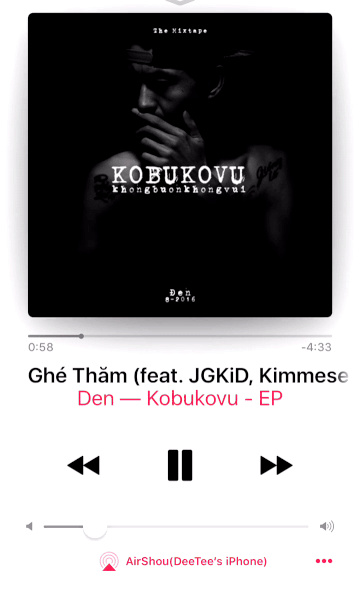 The Mixtape
KOBUKOVU
khongbuonkhongvui
Đen
8-2016
0:58
-4:33
Ghé Thăm (feat. JGKiD, Kimmese
Den — Kobukovu - EP
AirShou(DeeTee's iPhone)